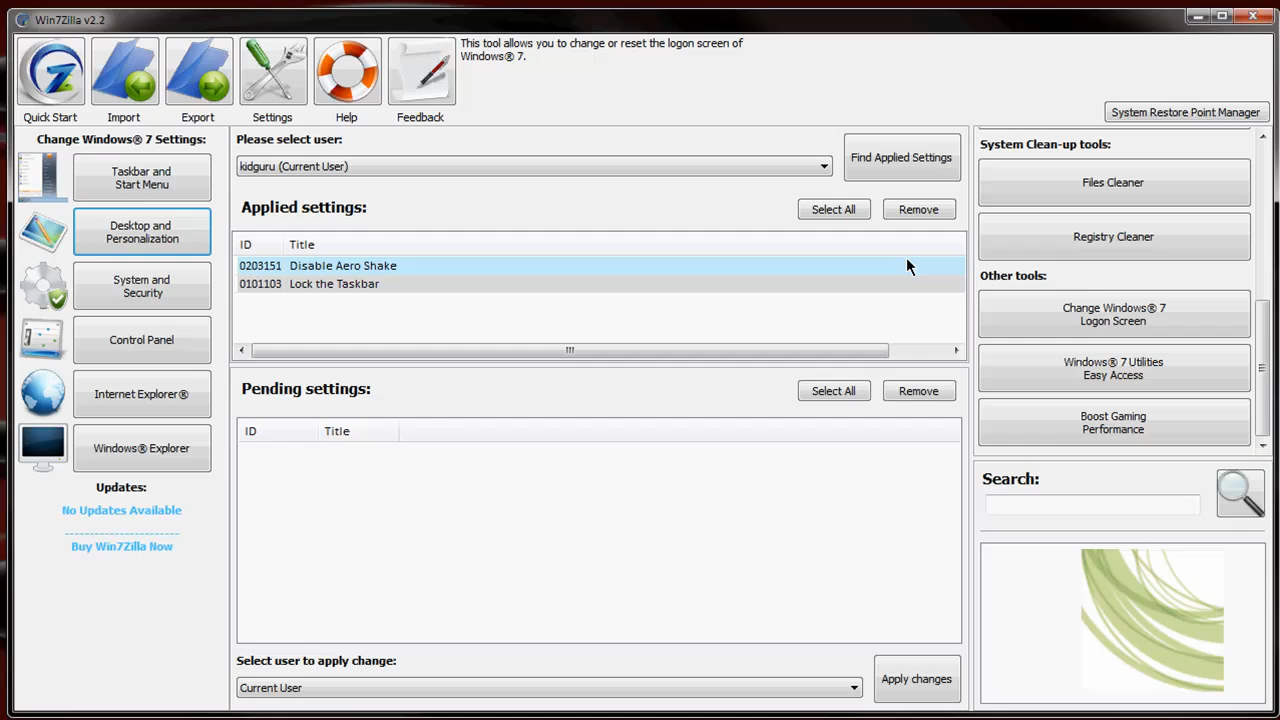 Win7Zilla v2.2
This tool allows you to change or reset the logon screen of
Windows® 7.
Quick Start
Import
Export
Settings
Help
Feedback
System Restore Point Manager
Change Windows® 7 Settings:
Taskbar and
Start Menu
Desktop and
Personalization
System and
Security
Control Panel
Internet Explorer®
Windows® Explorer
Updates:
No Updates Available
-----------------------
Buy Win7Zilla Now
Please select user:
kidguru (Current User)
Find Applied Settings
Applied settings:
Select All
Remove
ID Title
0203151 Disable Aero Shake
0101103 Lock the Taskbar
Pending settings:
Select All
Remove
ID Title
Select user to apply change:
Current User
Apply changes
System Clean-up tools:
Files Cleaner
Registry Cleaner
Other tools:
Change Windows® 7
Logon Screen
Windows® 7 Utilities
Easy Access
Boost Gaming
Performance
Search: